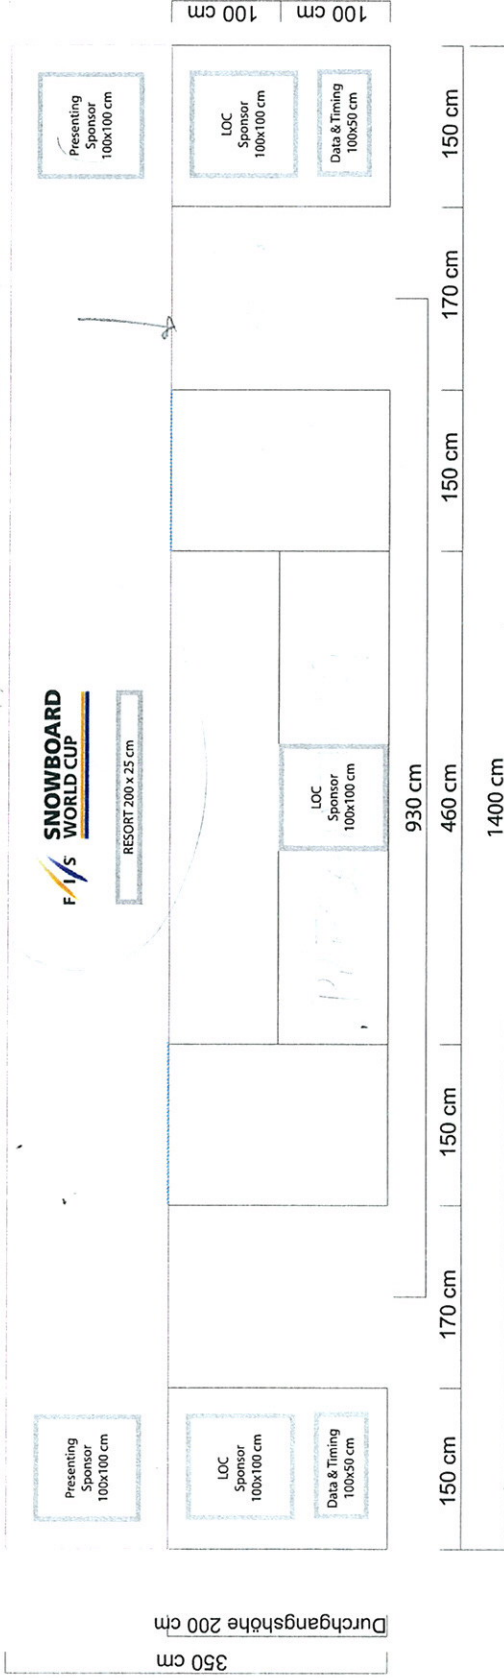 350 cm
Durchgangshöhe 200 cm
Presenting
Sponsor
100x100 cm
LOC
Sponsor
100x100 cm
Data & Timing
100x50 cm
F I S
SNOWBOARD
WORLD CUP
RESORT 200 x 25 cm
LOC
Sponsor
100x100 cm
Presenting
Sponsor
100x100 cm
LOC
Sponsor
100x100 cm
Data & Timing
100x50 cm
100 cm
100 cm
930 cm
150 cm
170 cm
150 cm
460 cm
150 cm
170 cm
150 cm
1400 cm